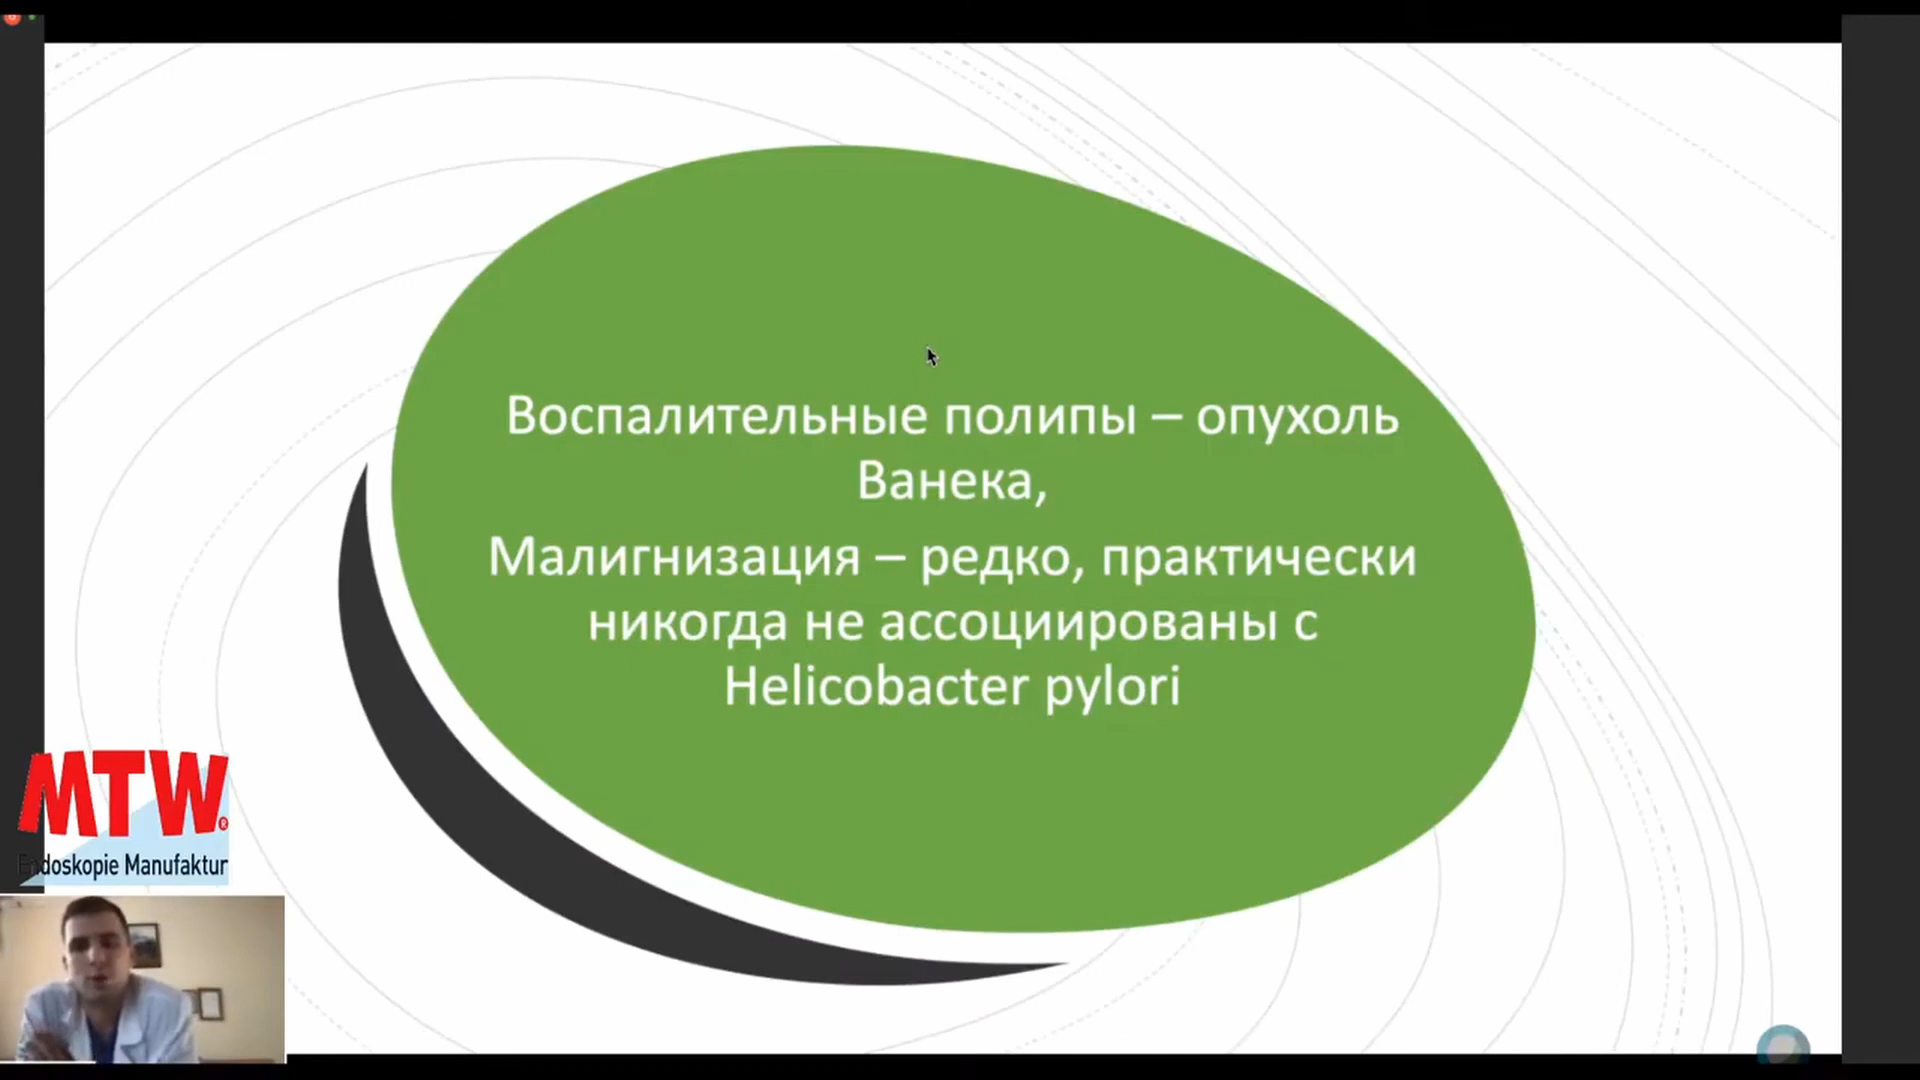 Воспалительные полипы – опухоль
Ванека,
Малигнизация – редко, практически
никогда не ассоциированы с
Helicobacter pylori
MTW®
Endoskopie Manufaktur